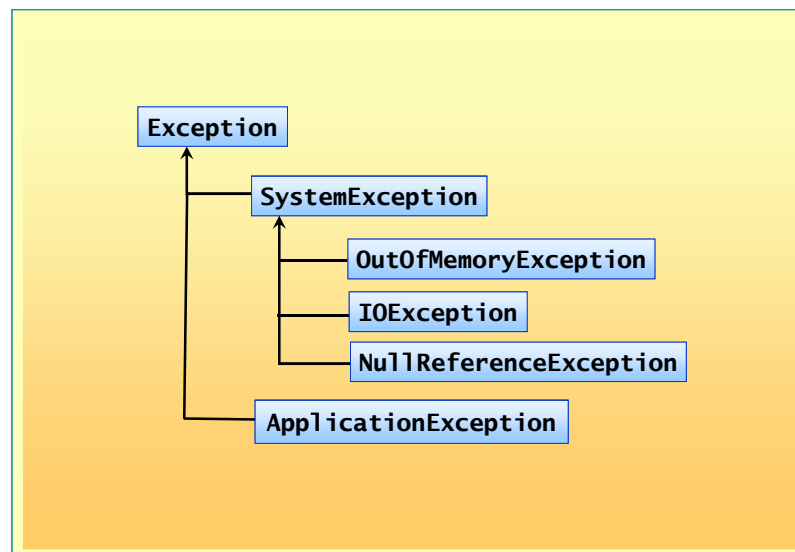 Exception
SystemException
OutOfMemoryException
IOException
NullReferenceException
ApplicationException